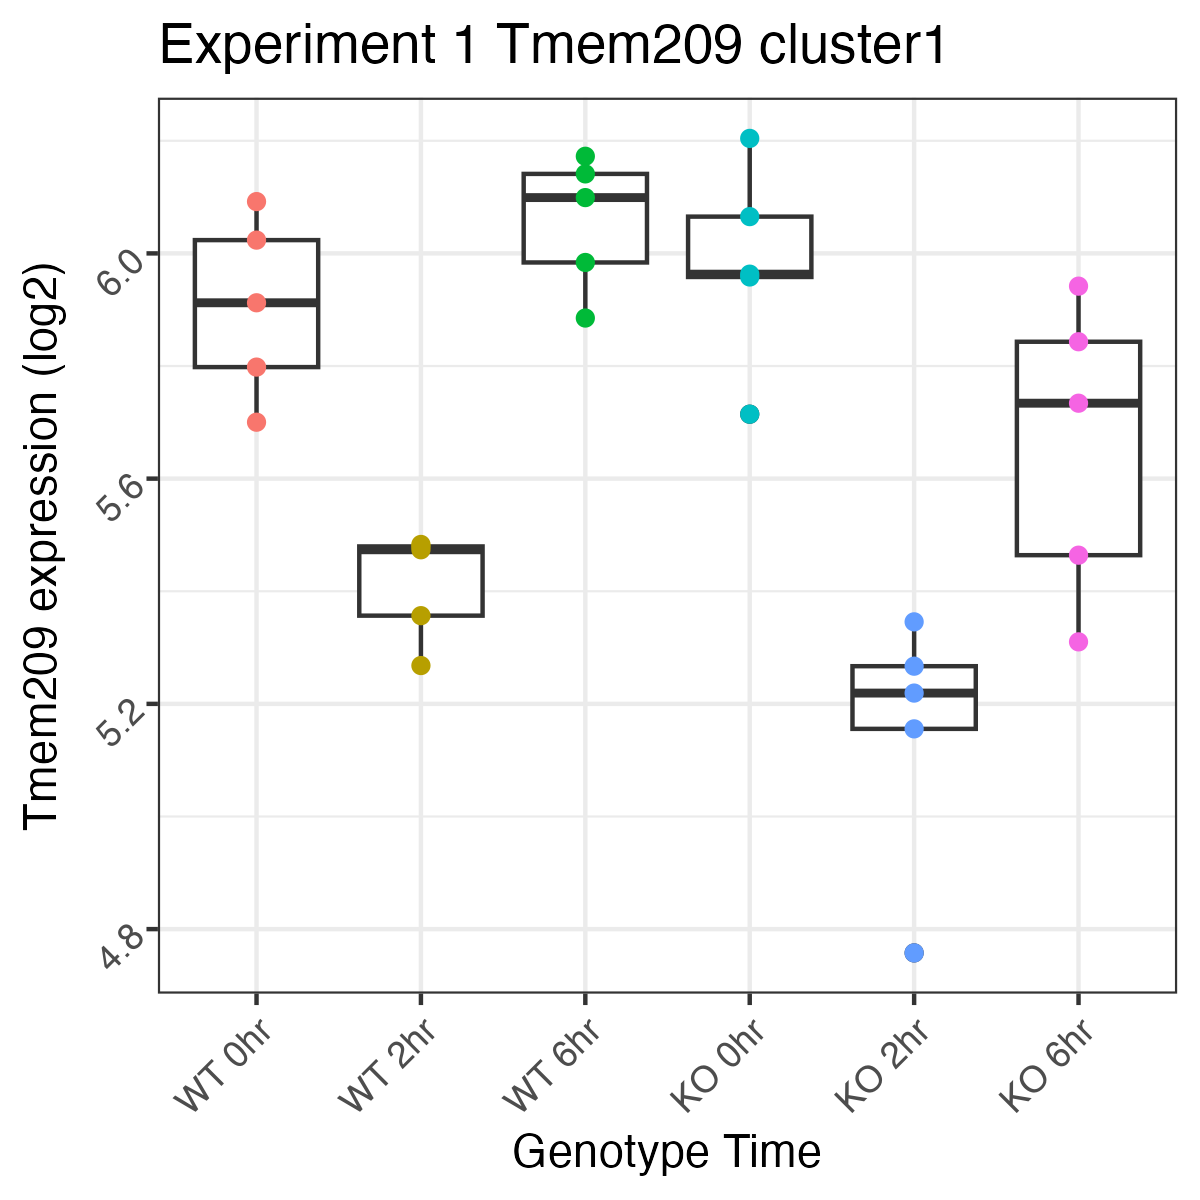 Experiment 1 Tmem209 cluster1
Tmem209 expression (log2)
6.0
5.6
5.2
4.8
WT 0hr
WT 2hr
WT 6hr
KO 0hr
KO 2hr
KO 6hr
Genotype Time